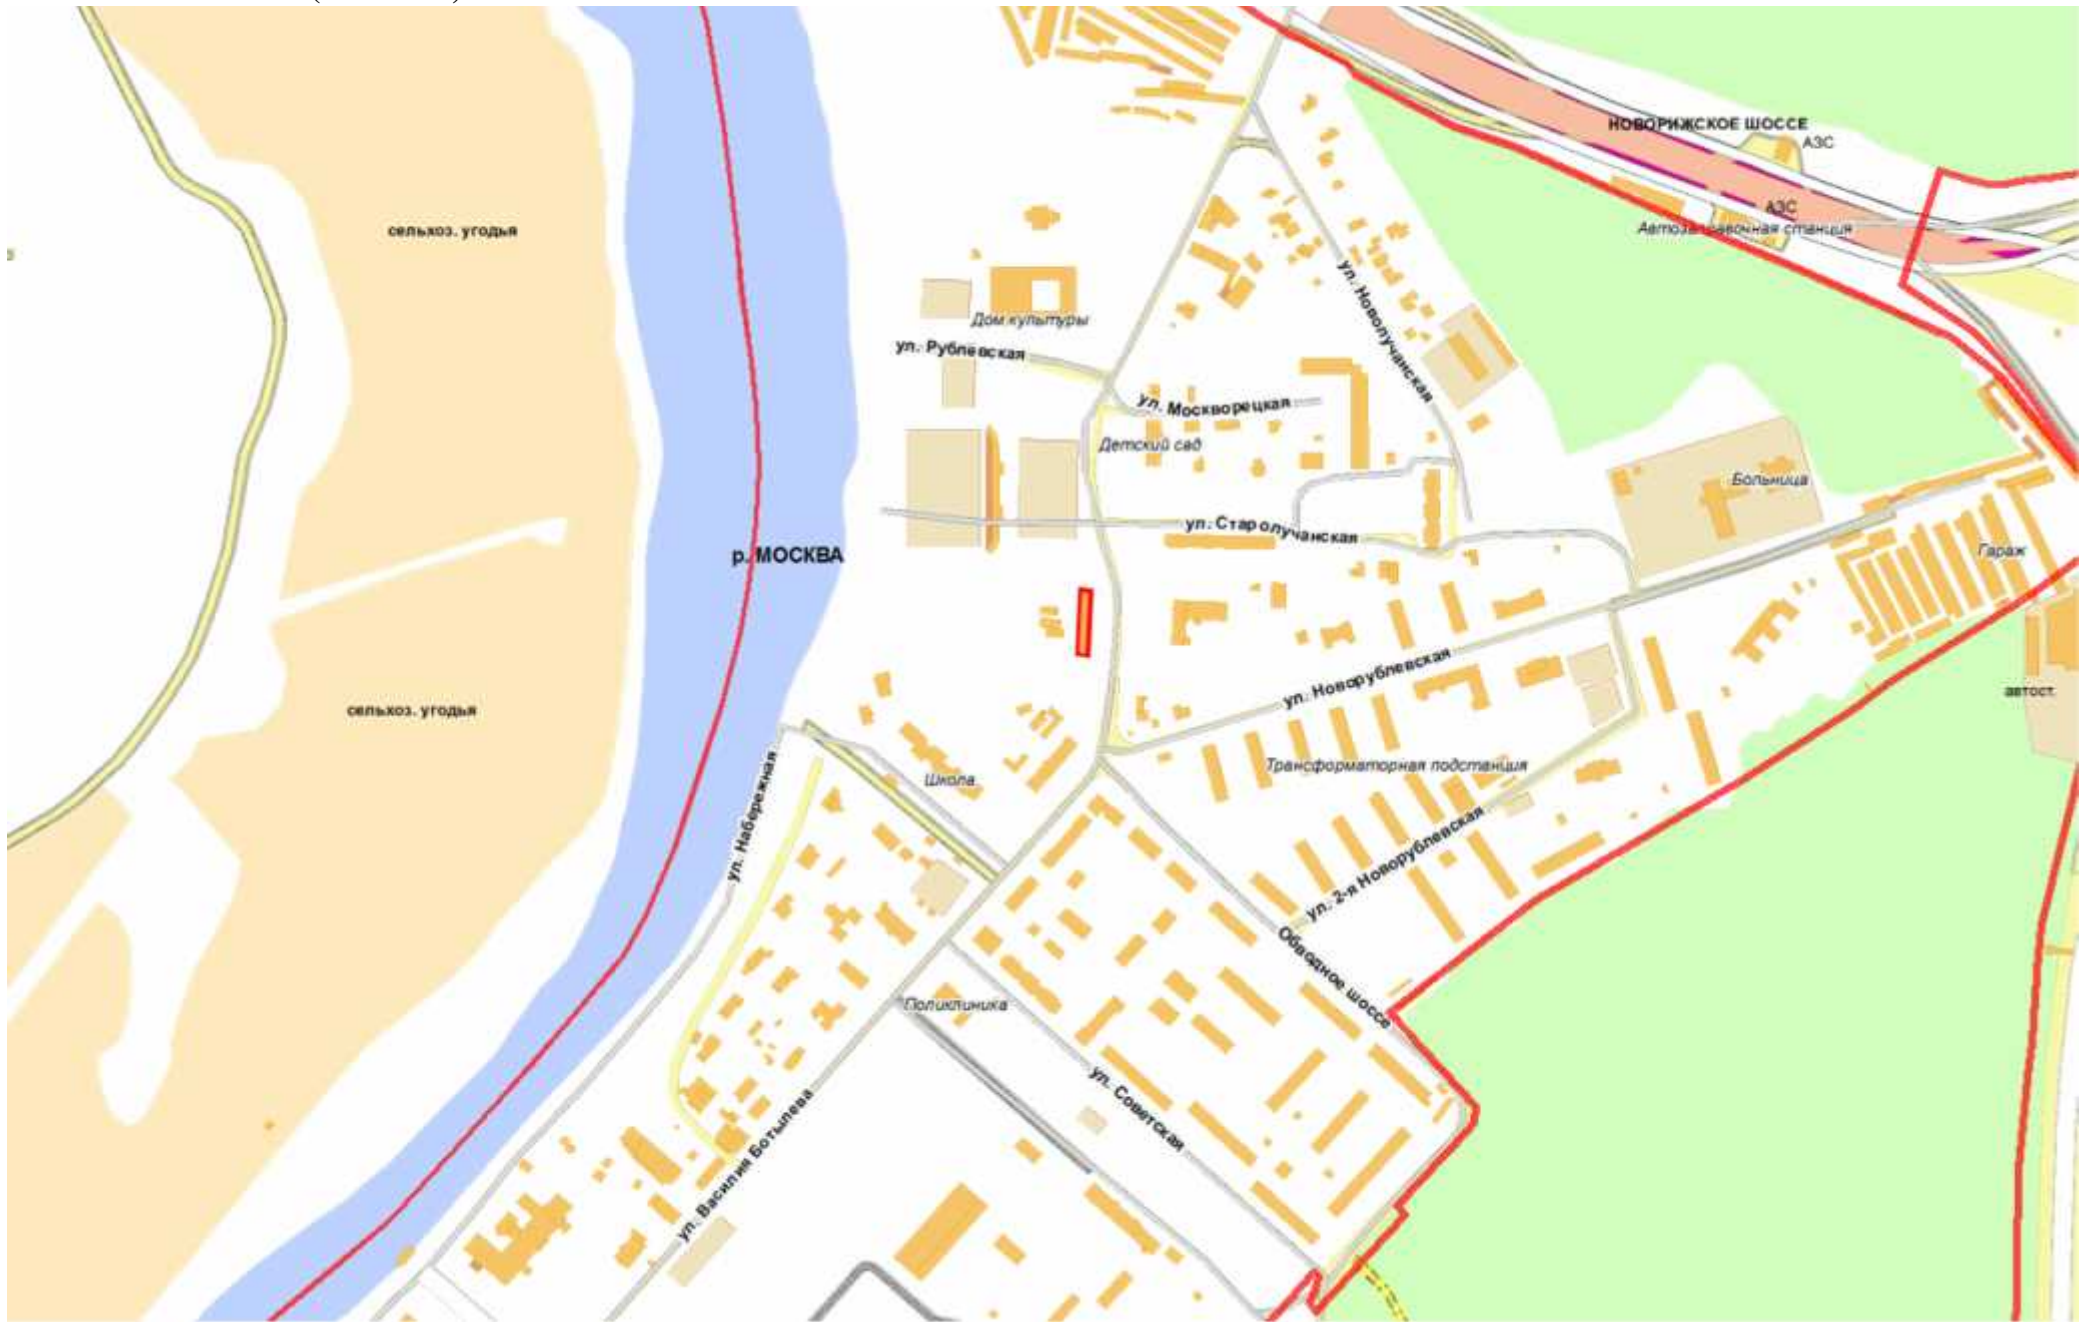 НОВОРИЖСКОЕ ШОССЕ
АЗС
АЗС
Автозаправочная станция
сельхоз. угодья
ул. Новолучанская
Дом культуры
ул. Рублевская
ул. Москворецкая
Детский сад
Больница
ул. Старолучанская
р. МОСКВА
Гараж
ул. Новорублевская
автост.
сельхоз. угодья
Трансформаторная подстанция
Школа
ул. Набережная
ул. 2-я Новорублевская
Обводное шоссе
Поликлиника
ул. Советская
ул. Василия Ботылева